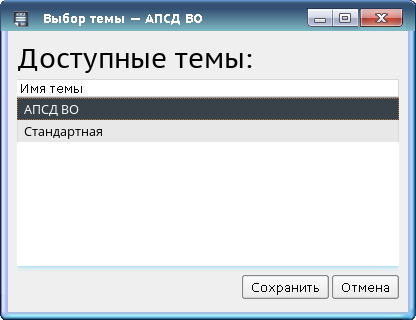 Выбор темы — АПСД ВО
Доступные темы:
Имя темы
АПСД ВО
Стандартная
Сохранить Отмена